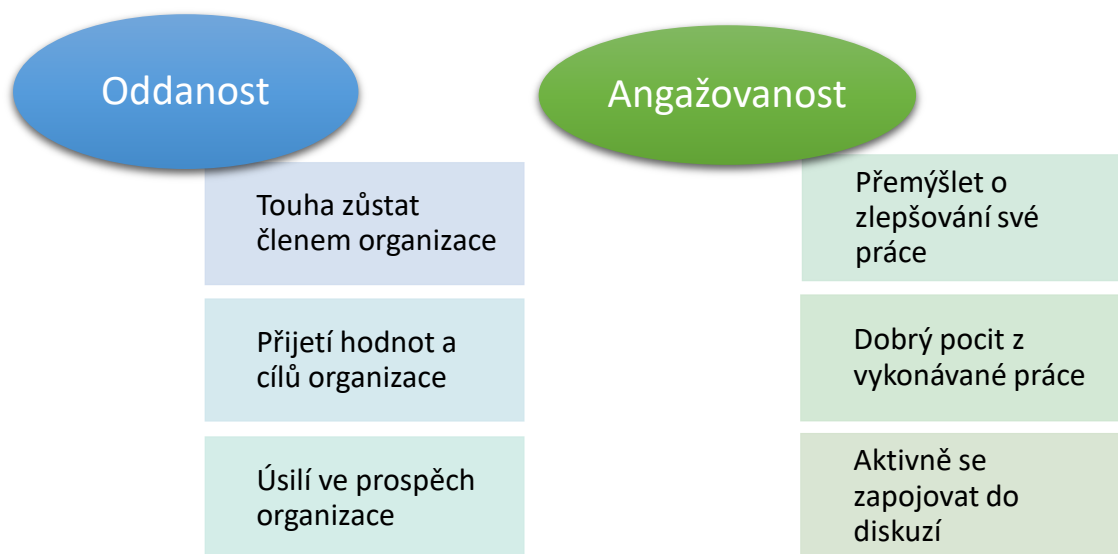 Oddanost
Touha zůstat
členem organizace
Přijetí hodnot a
cílů organizace
Úsilí ve prospěch
organizace
Angažovanost
Přemýšlet o
zlepšování své
práce
Dobrý pocit z
vykonávané práce
Aktivně se
zapojovat do
diskuzí